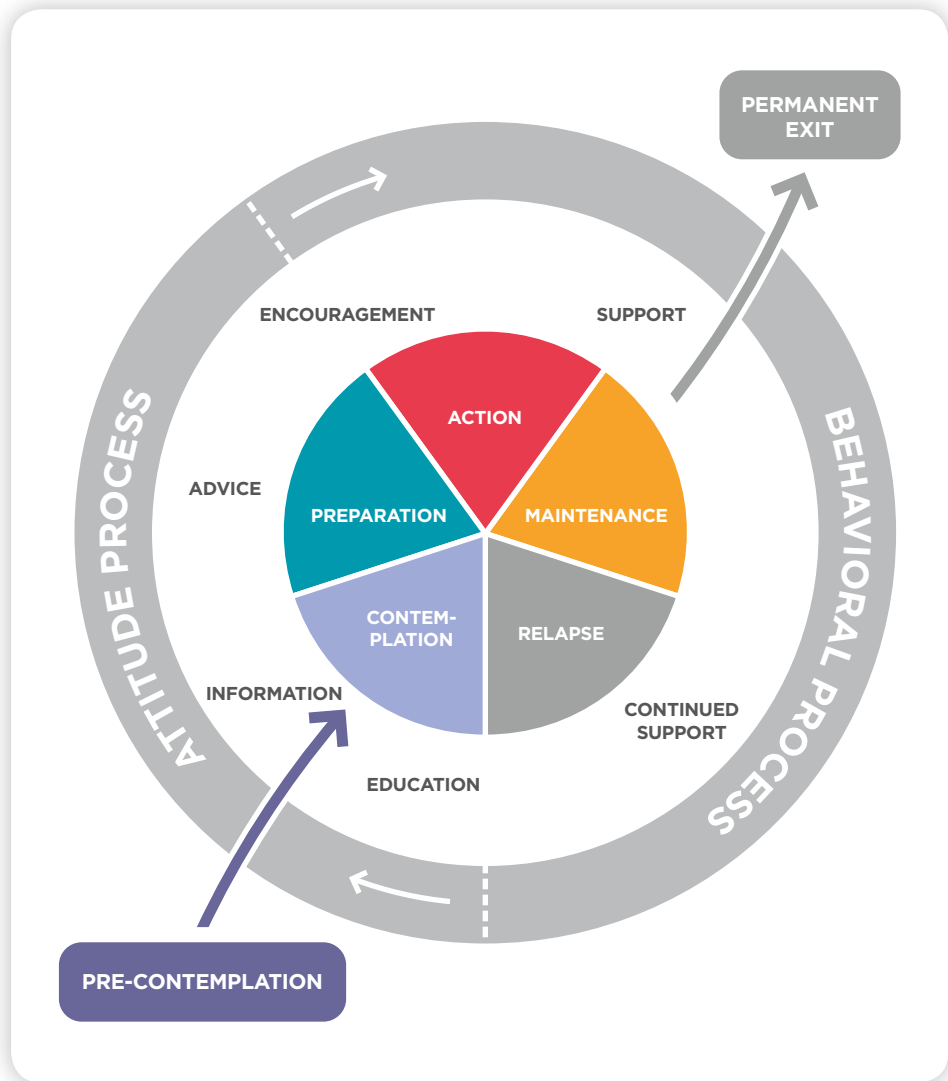 PERMANENT
EXIT
ENCOURAGEMENT
SUPPORT
ACTION
ATTITUDE PROCESS
BEHAVIORAL PROCESS
ADVICE
PREPARATION
MAINTENANCE
CONTEM-
PLATION
RELAPSE
INFORMATION
CONTINUED
SUPPORT
EDUCATION
PRE-CONTEMPLATION